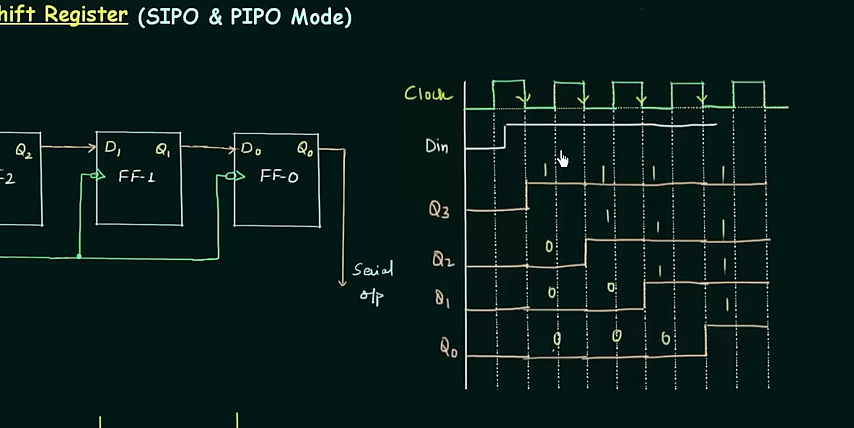 hift Register (SIPO & PIPO Mode)
Q2 D1 Q1 D0 Q0
F-2 FF-1 FF-0
Serial
o/p
Clock
Din
1 1 1 1
Q3
1 1 1
0
Q2
1 1
0 0
Q1
1
0 0 0
Q0